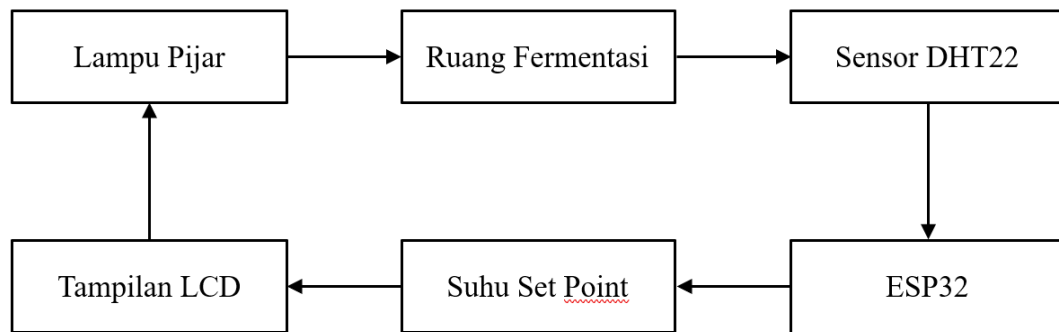 Lampu Pijar
Ruang Fermentasi
Sensor DHT22
Tampilan LCD
Suhu Set Point
ESP32